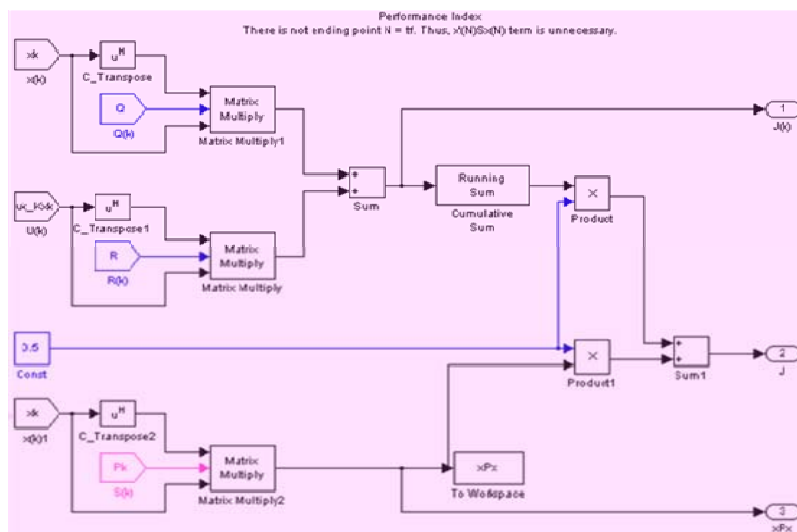 Performance Index
There is not ending point N = tf. Thus, x'(N)Sx(N) term is unnecessary.
xk
x(k)
u^H
C_Transpose
Q
Q(k)
Matrix
Multiply
Matrix Multiply1
1
J(k)
U(k)
u^H
C_Transpose1
R
R(k)
Matrix
Multiply
Matrix Multiply
+
+
Sum
Running
Sum
Cumulative
Sum
×
Product
0.5
Const
×
Product1
+
+
Sum1
2
J
xk
x(k)1
u^H
C_Transpose2
Pk
S(k)
Matrix
Multiply
Matrix Multiply2
xPx
To Workspace
3
xPx